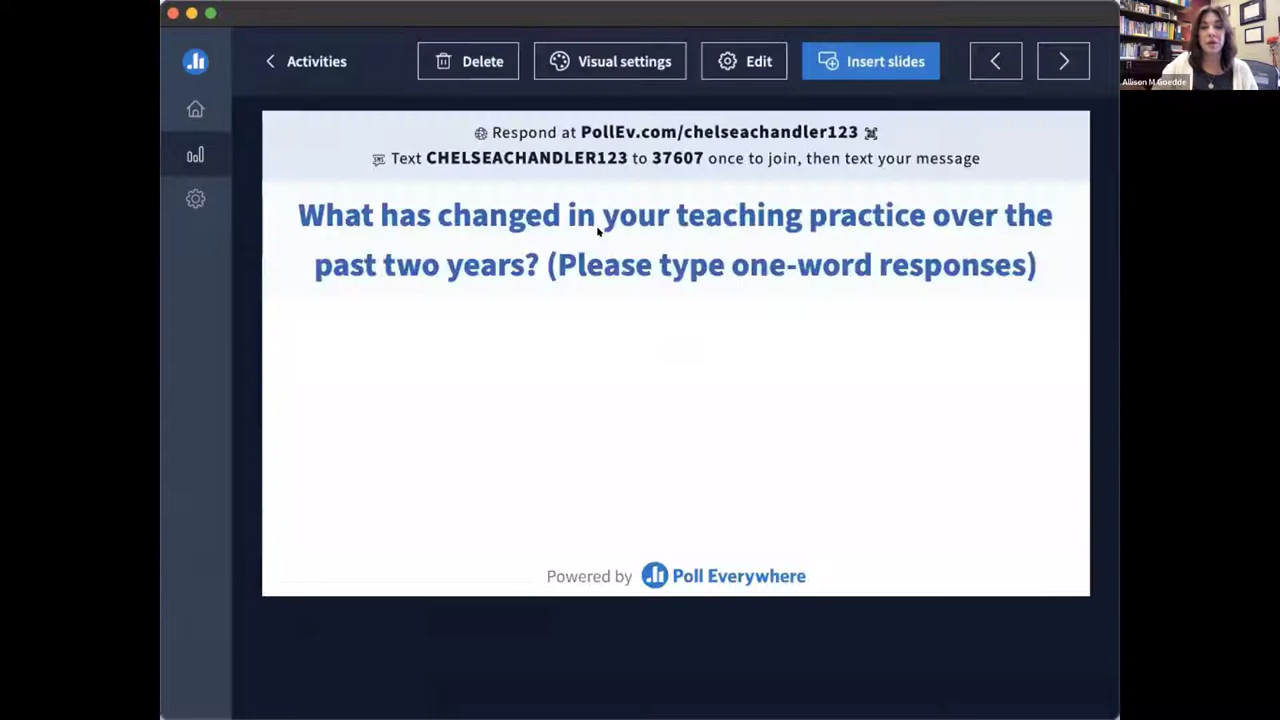 Activities
Delete
Visual settings
Edit
Insert slides
Allison M Goedde
Respond at PollEv.com/chelseachandler123
Text CHELSEACHANDLER123 to 37607 once to join, then text your message
What has changed in your teaching practice over the
past two years? (Please type one-word responses)
Powered by Poll Everywhere